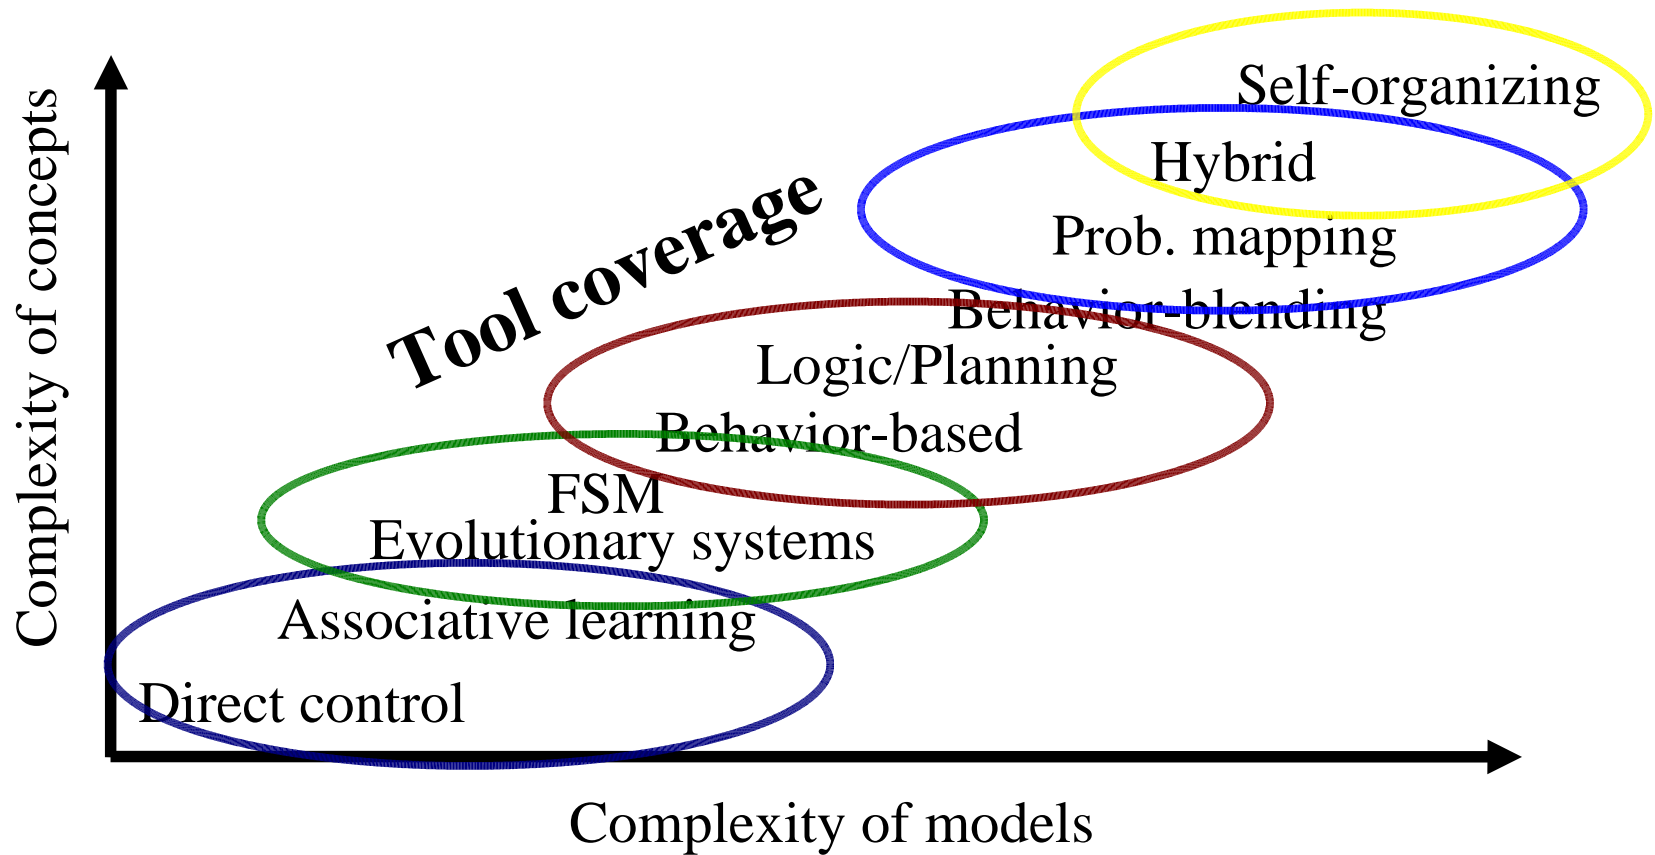 Self-organizing
Hybrid
Prob. mapping
Behavior-blending
Tool coverage
Logic/Planning
Behavior-based
FSM
Evolutionary systems
Associative learning
Direct control
Complexity of concepts
Complexity of models